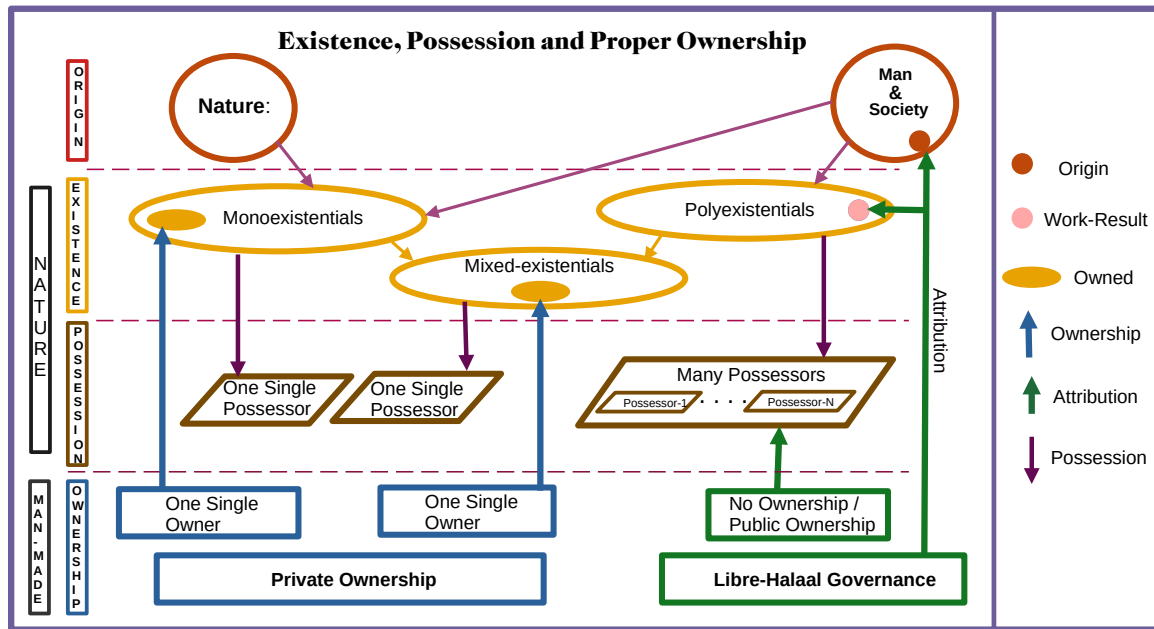 Existence, Possession and Proper Ownership
ORIGIN
Nature:
Man
&
Society
NATURE
EXISTENCE
Monoexistentials
Polyexistentials
Mixed-existentials
POSSESSION
One Single
Possessor
One Single
Possessor
Many Possessors
Possessor-1
. . . .
Possessor-N
Attribution
MAN-MADE
OWNERSHIP
One Single
Owner
One Single
Owner
No Ownership /
Public Ownership
Private Ownership
Libre-Halaal Governance
Origin
Work-Result
Owned
Ownership
Attribution
Possession